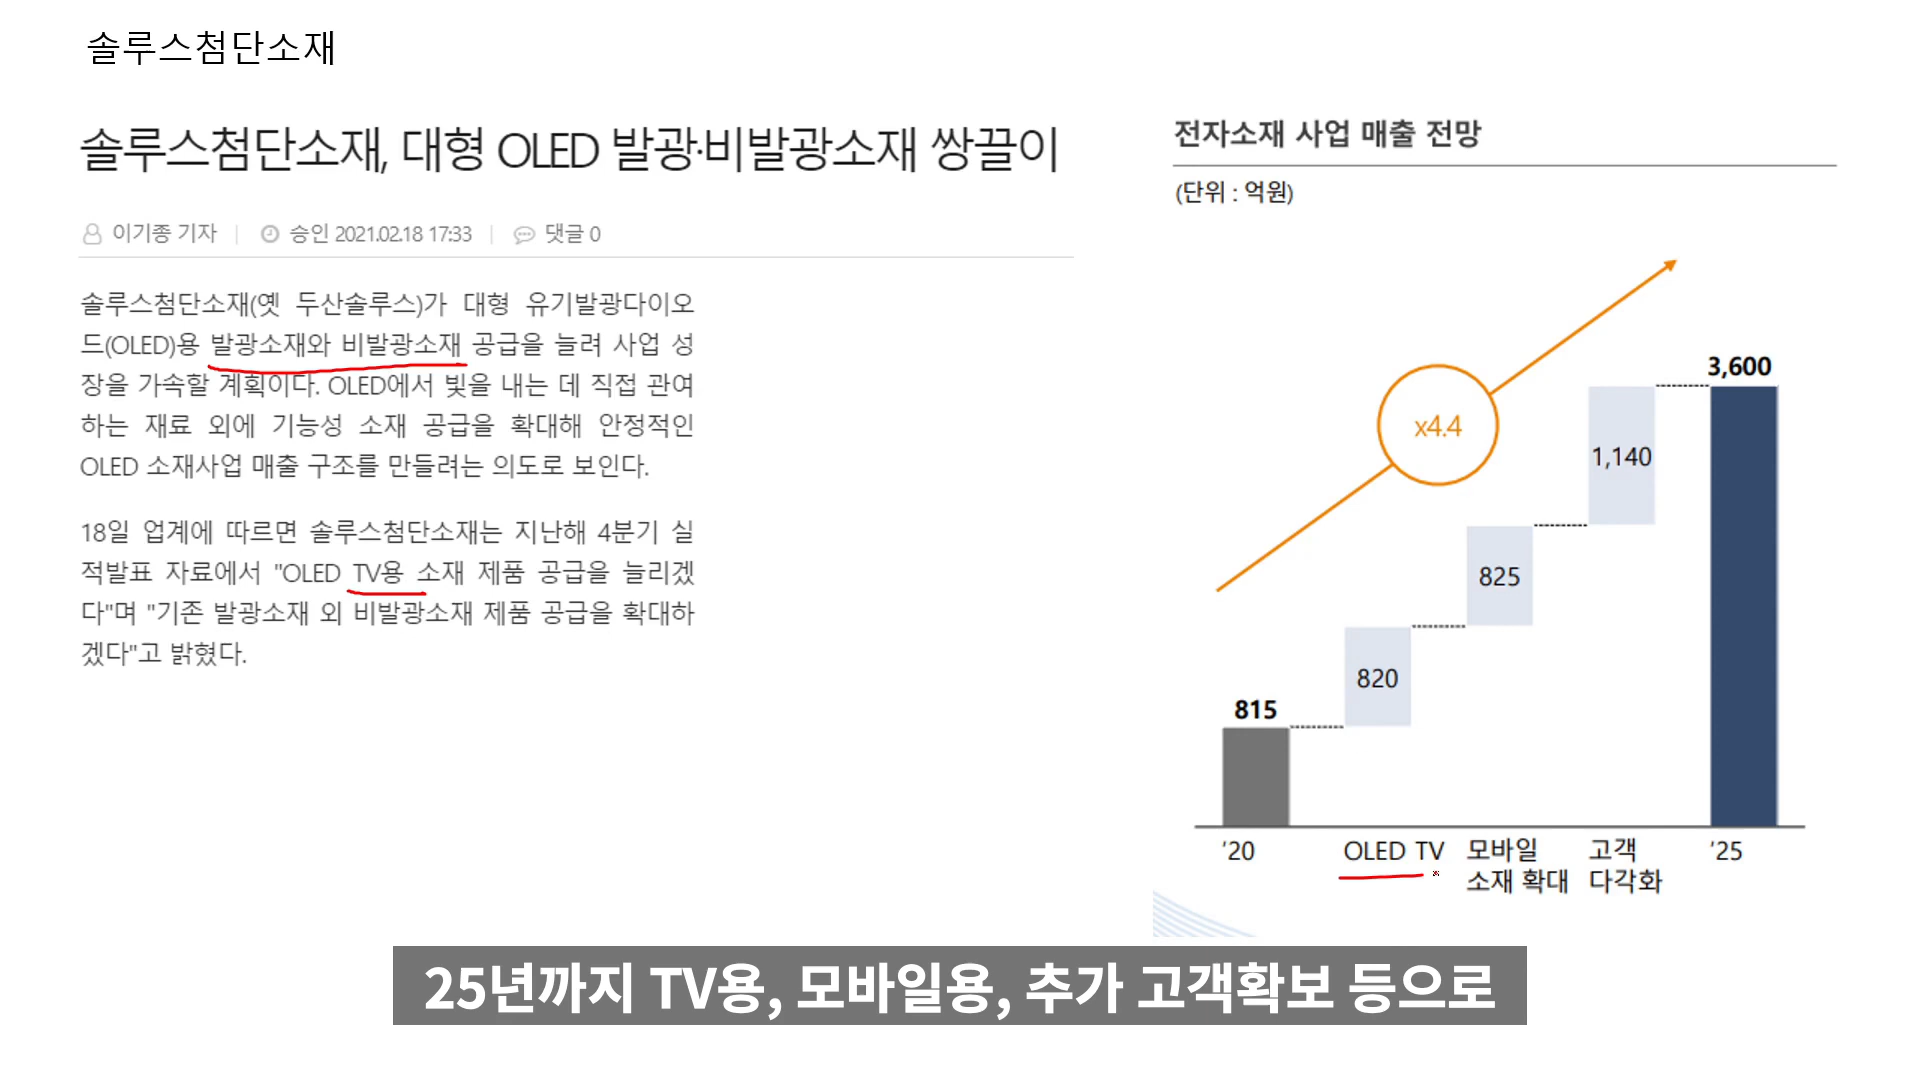 솔루스첨단소재
솔루스첨단소재, 대형 OLED 발광·비발광소재 쌍끌이
이기종 기자 | 승인 2021.02.18 17:33 | 댓글 0
솔루스첨단소재(옛 두산솔루스)가 대형 유기발광다이오
드(OLED)용 발광소재와 비발광소재 공급을 늘려 사업 성
장을 가속할 계획이다. OLED에서 빛을 내는 데 직접 관여
하는 재료 외에 기능성 소재 공급을 확대해 안정적인
OLED 소재사업 매출 구조를 만들려는 의도로 보인다.
18일 업계에 따르면 솔루스첨단소재는 지난해 4분기 실
적발표 자료에서 "OLED TV용 소재 제품 공급을 늘리겠
다"며 "기존 발광소재 외 비발광소재 제품 공급을 확대하
겠다"고 밝혔다.
전자소재 사업 매출 전망
(단위 : 억원)
x4.4
815
820
825
1,140
3,600
'20
OLED TV
모바일
소재 확대
고객
다각화
'25
25년까지 TV용, 모바일용, 추가 고객확보 등으로